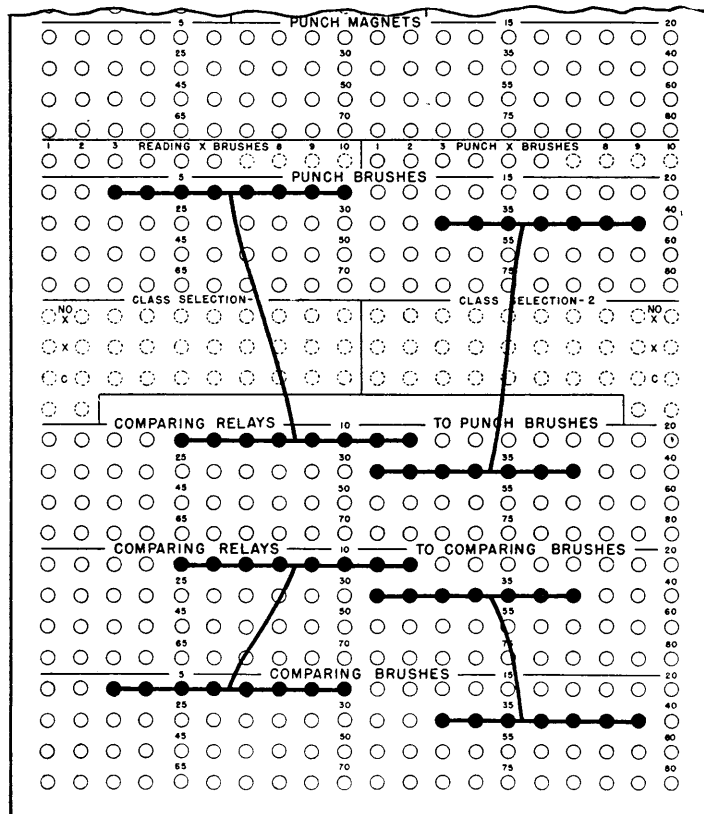 5 PUNCH MAGNETS 15 20
25 30 35 40
45 50 55 60
65 70 75 80
1 2 3 READING X BRUSHES 8 9 10 1 2 3 PUNCH X BRUSHES 8 9 10
5 PUNCH BRUSHES 15 20
25 30 35 40
45 50 55 60
65 70 75 80
CLASS SELECTION- CLASS SELECTION-2
NO X NO X
X X
C C
COMPARING RELAYS 10 TO PUNCH BRUSHES 20
25 30 35 40
45 50 55 60
65 70 75 80
COMPARING RELAYS 10 TO COMPARING BRUSHES 20
25 30 35 40
45 50 55 60
65 70 75 80
5 COMPARING BRUSHES 15 20
25 30 35 40
45 50 55 60
65 70 75 80